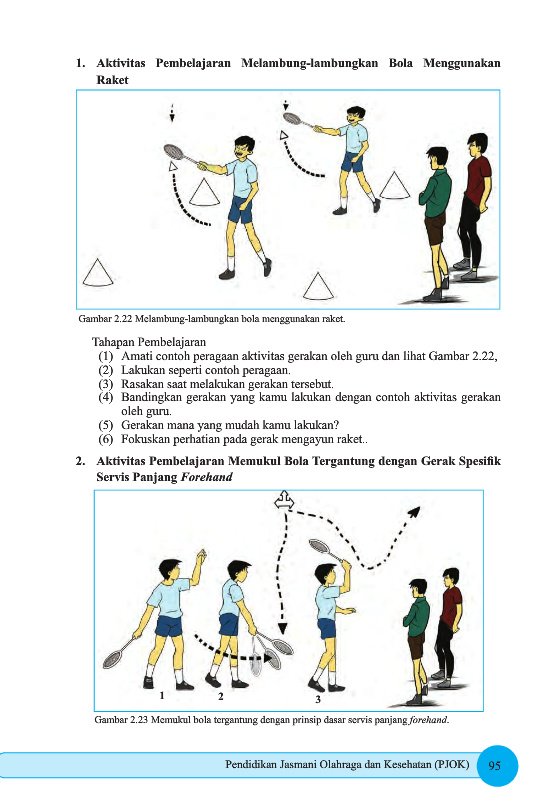 1. Aktivitas Pembelajaran Melambung-lambungkan Bola Menggunakan
Raket
Gambar 2.22 Melambung-lambungkan bola menggunakan raket.
Tahapan Pembelajaran
(1) Amati contoh peragaan aktivitas gerakan oleh guru dan lihat Gambar 2.22,
(2) Lakukan seperti contoh peragaan.
(3) Rasakan saat melakukan gerakan tersebut.
(4) Bandingkan gerakan yang kamu lakukan dengan contoh aktivitas gerakan
oleh guru.
(5) Gerakan mana yang mudah kamu lakukan?
(6) Fokuskan perhatian pada gerak mengayun raket..
2. Aktivitas Pembelajaran Memukul Bola Tergantung dengan Gerak Spesifik
Servis Panjang Forehand
1 2 3
Gambar 2.23 Memukul bola tergantung dengan prinsip dasar servis panjang forehand.
Pendidikan Jasmani Olahraga dan Kesehatan (PJOK) 95